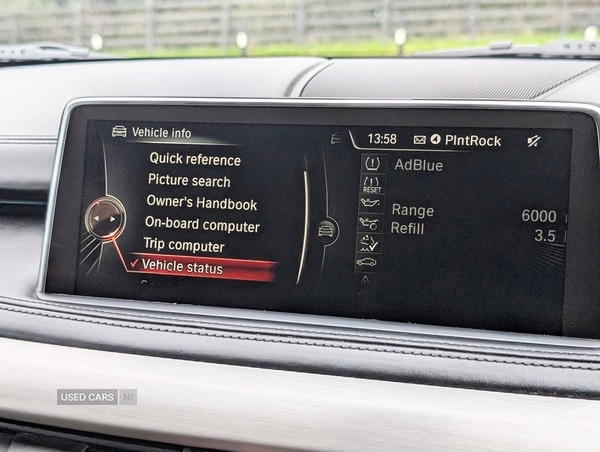 Vehicle info
Quick reference
Picture search
Owner's Handbook
On-board computer
Trip computer
Vehicle status
13:58 PlntRock
AdBlue
RESET
Range 6000
Refill 3.5
USED CARS NI